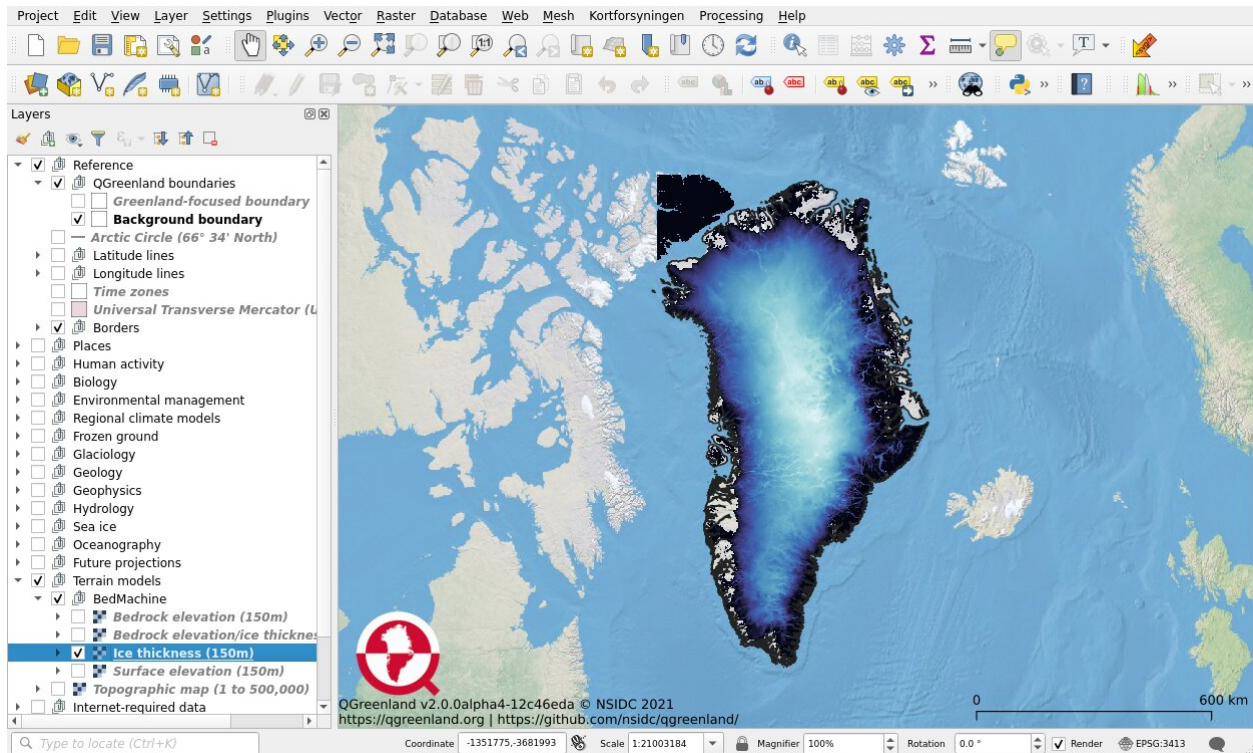 Project Edit View Layer Settings Plugins Vector Raster Database Web Mesh Kortforsyningen Processing Help
Layers
Reference
QGreenland boundaries
Greenland-focused boundary
Background boundary
Arctic Circle (66° 34' North)
Latitude lines
Longitude lines
Time zones
Universal Transverse Mercator (U
Borders
Places
Human activity
Biology
Environmental management
Regional climate models
Frozen ground
Glaciology
Geology
Geophysics
Hydrology
Sea ice
Oceanography
Future projections
Terrain models
BedMachine
Bedrock elevation (150m)
Bedrock elevation/ice thicknes
Ice thickness (150m)
Surface elevation (150m)
Topographic map (1 to 500,000)
Internet-required data
QGreenland v2.0.0alpha4-12c46eda © NSIDC 2021
https://qgreenland.org | https://github.com/nsidc/qgreenland/
0 600 km
Type to locate (Ctrl+K) Coordinate -1351775,-3681993 Scale 1:21003184 Magnifier 100% Rotation 0.0 ° Render EPSG:3413